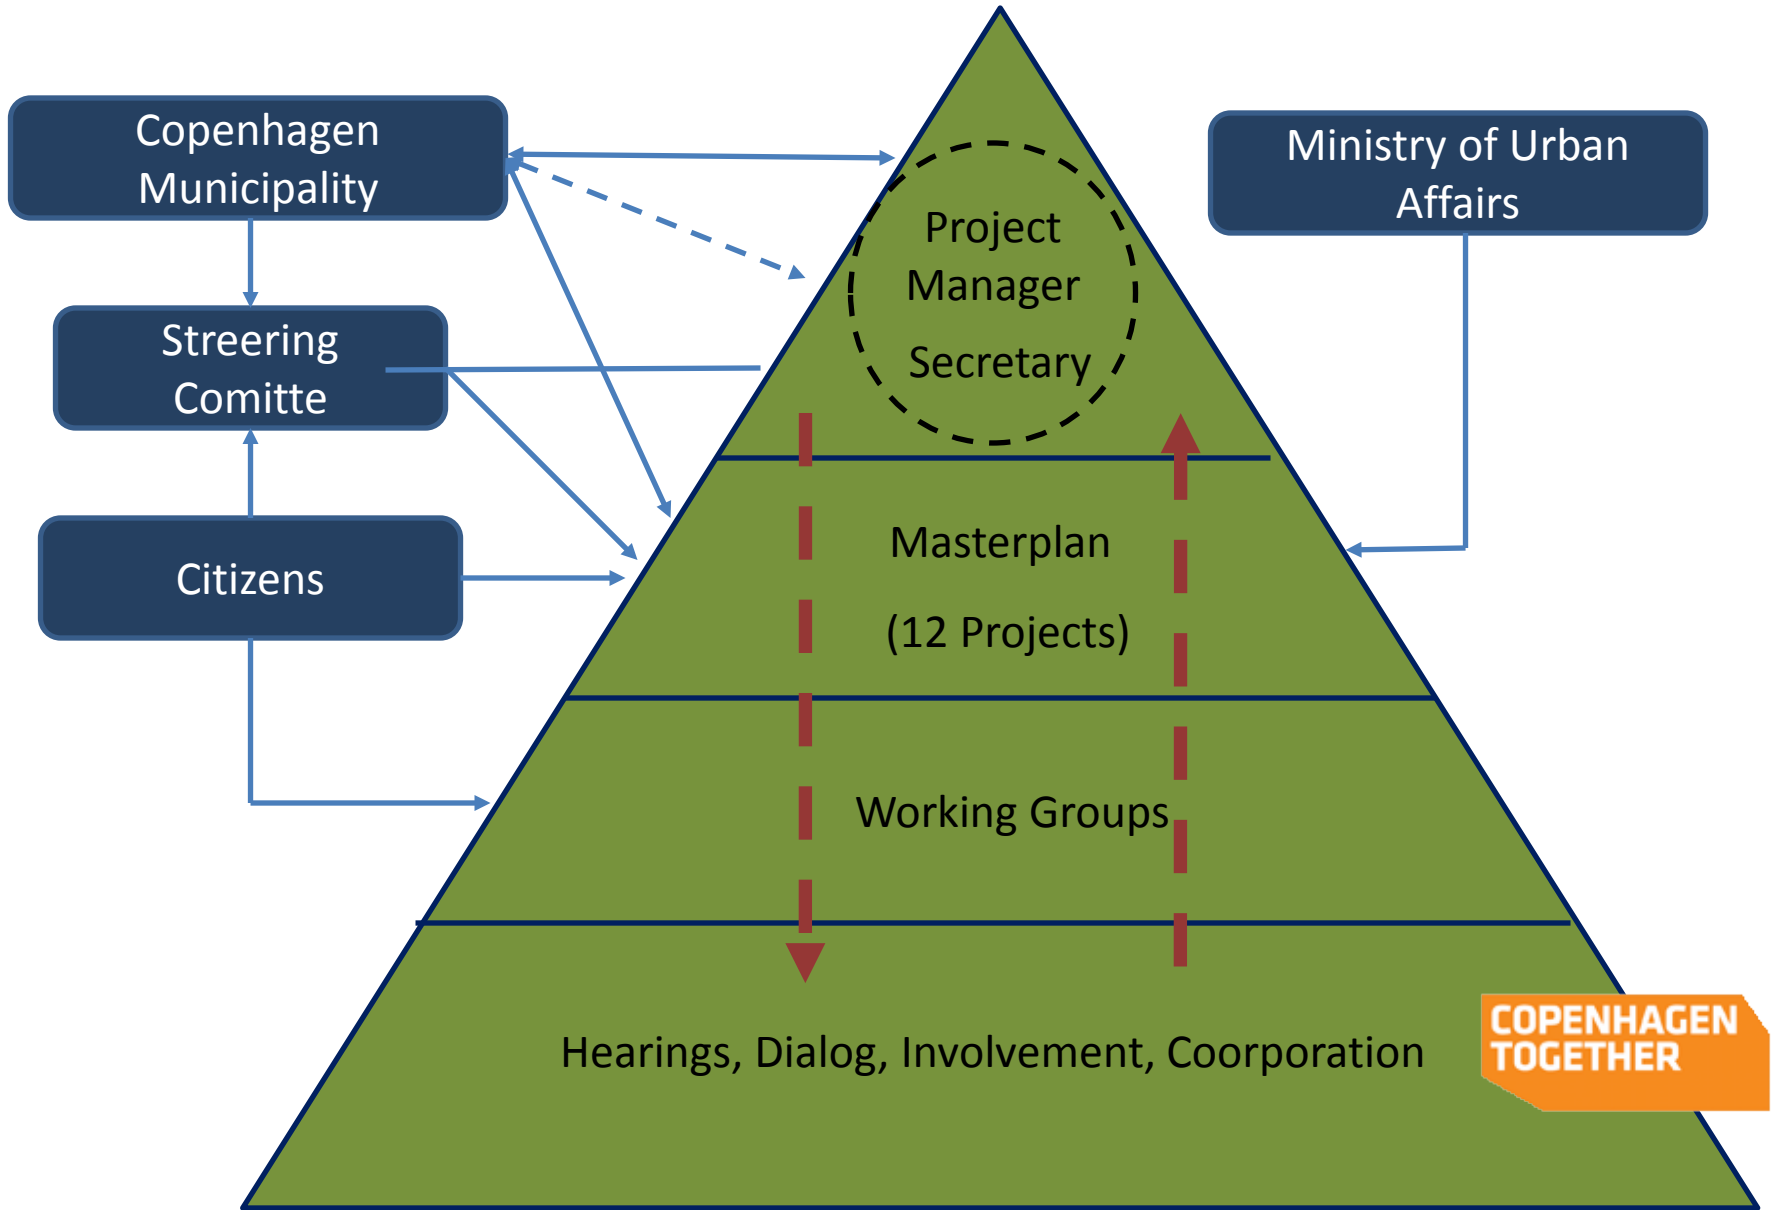 Copenhagen
Municipality
Streering
Comitte
Citizens
Project
Manager
Secretary
Masterplan
(12 Projects)
Working Groups
Hearings, Dialog, Involvement, Coorporation
Ministry of Urban
Affairs
COPENHAGEN
TOGETHER